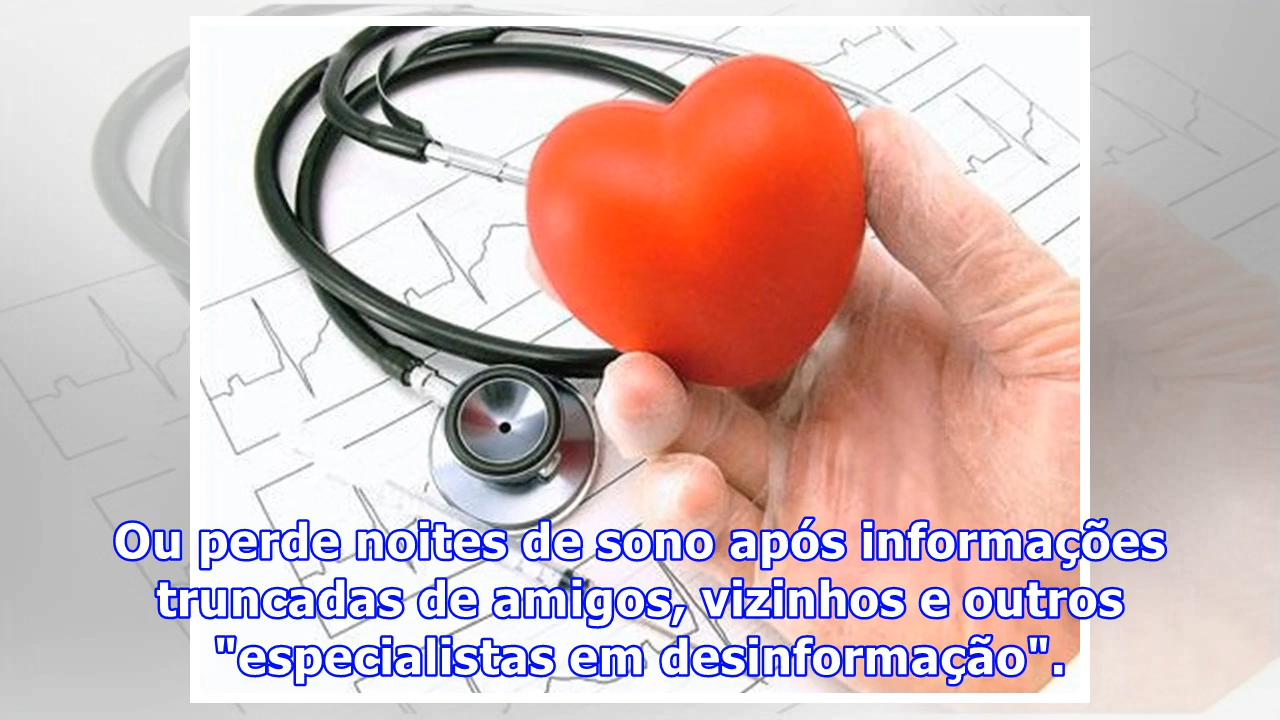 Ou perde noites de sono após informações
truncadas de amigos, vizinhos e outros
"especialistas em desinformação".